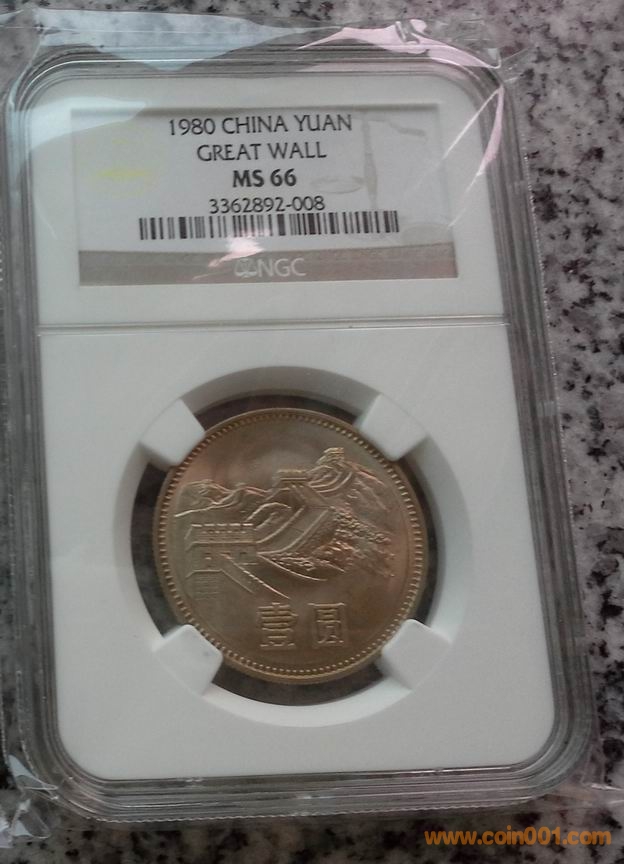 1980 CHINA YUAN
GREAT WALL
MS 66
3362892-008
NGC
壹圆
www.coin001.com